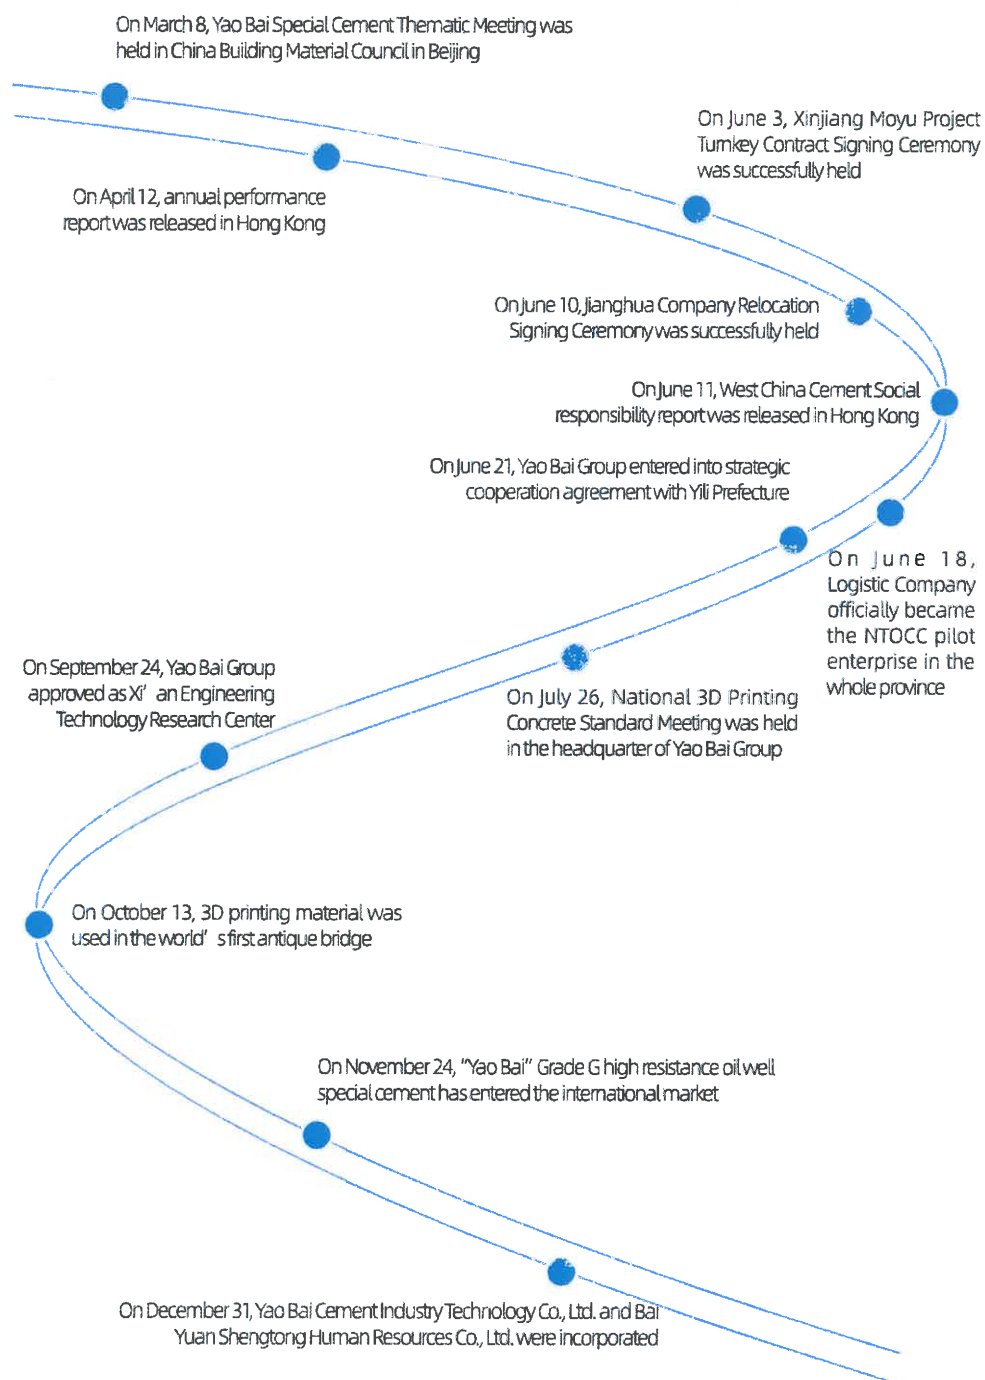 On March 8, Yao Bai Special Cement Thematic Meeting was
held in China Building Material Council in Beijing
On April 12, annual performance
report was released in Hong Kong
On June 3, Xinjiang Moyu Project
Turnkey Contract Signing Ceremony
was successfully held
On June 10, Jianghua Company Relocation
Signing Ceremony was successfully held
On June 11, West China Cement Social
responsibility report was released in Hong Kong
On June 18,
Logistic Company
officially became
the NTOCC pilot
enterprise in the
whole province
On June 21, Yao Bai Group entered into strategic
cooperation agreement with Yili Prefecture
On July 26, National 3D Printing
Concrete Standard Meeting was held
in the headquarter of Yao Bai Group
On September 24, Yao Bai Group
approved as Xi’ an Engineering
Technology Research Center
On October 13, 3D printing material was
used in the world’ s first antique bridge
On November 24, "Yao Bai" Grade G high resistance oil well
special cement has entered the international market
On December 31, Yao Bai Cement Industry Technology Co., Ltd. and Bai
Yuan Shengtong Human Resources Co., Ltd. were incorporated